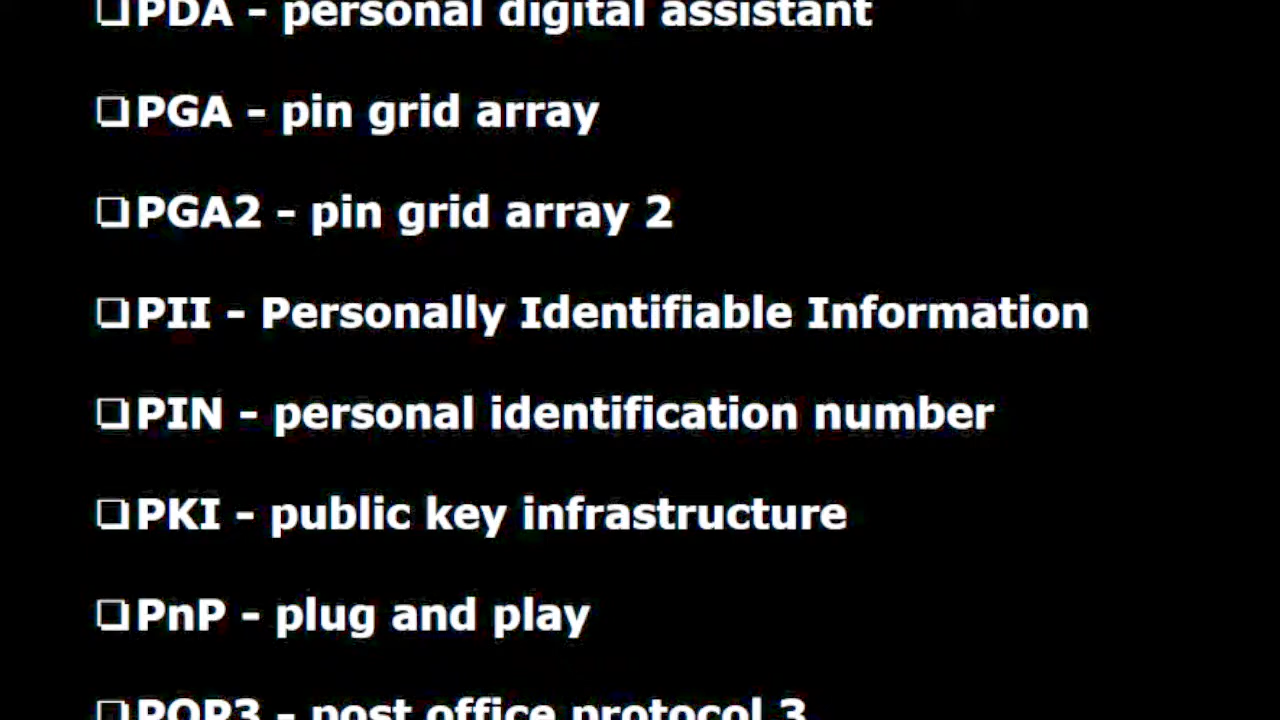 ❏PDA - personal digital assistant
❏PGA - pin grid array
❏PGA2 - pin grid array 2
❏PII - Personally Identifiable Information
❏PIN - personal identification number
❏PKI - public key infrastructure
❏PnP - plug and play
❏POP3 - post office protocol 3